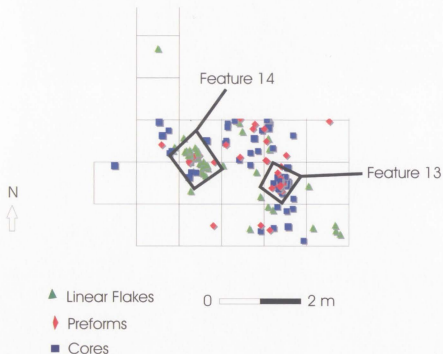 Feature 14
Feature 13
N
Linear Flakes
0 2 m
Preforms
Cores